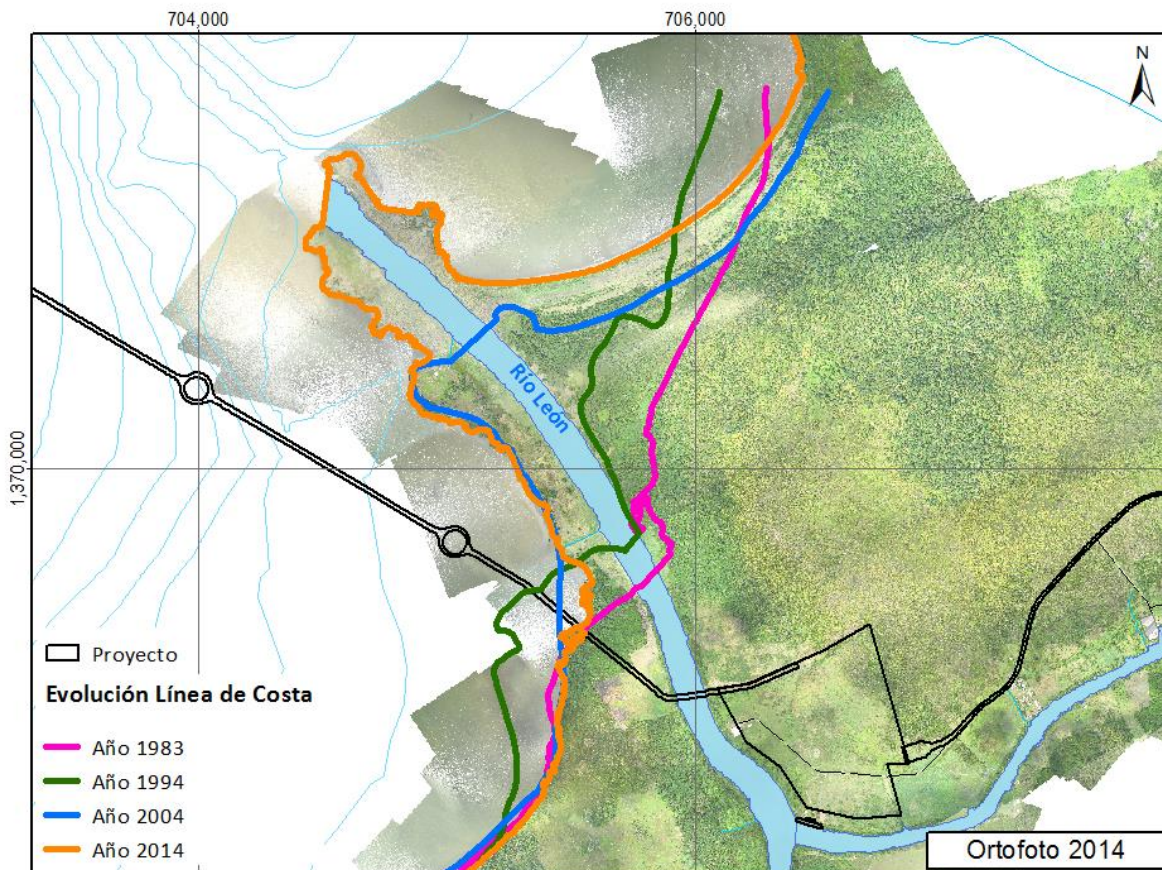 704,000
706,000
N
Río León
1,370,000
Proyecto
Evolución Línea de Costa
Año 1983
Año 1994
Año 2004
Año 2014
Ortofoto 2014